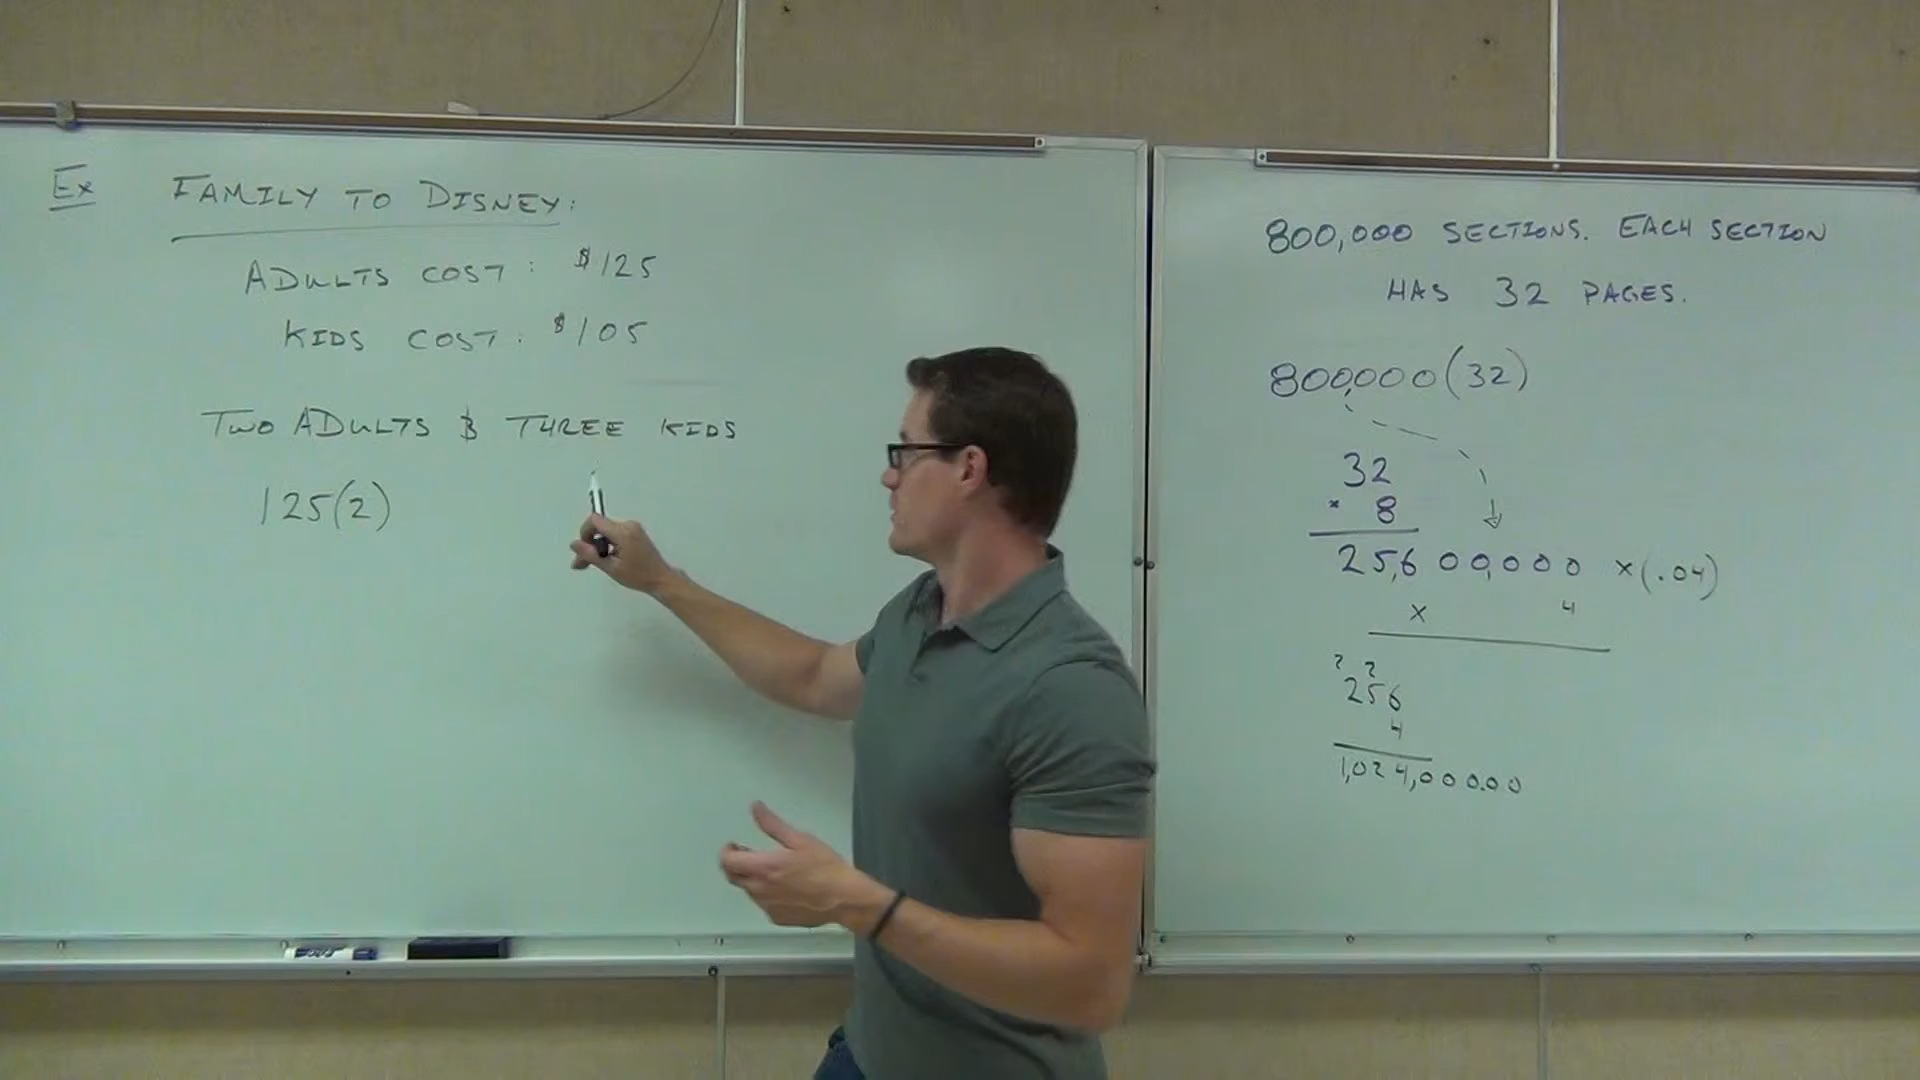 Ex FAMILY TO DISNEY:
ADULTS COST: $125
KIDS COST: $105
TWO ADULTS & THREE KIDS
125(2)
800,000 SECTIONS. EACH SECTION
HAS 32 PAGES.
800,000(32)
32
× 8
25,600,000 ×(.04)
× 4
2 2
256
4
1,024,000.00